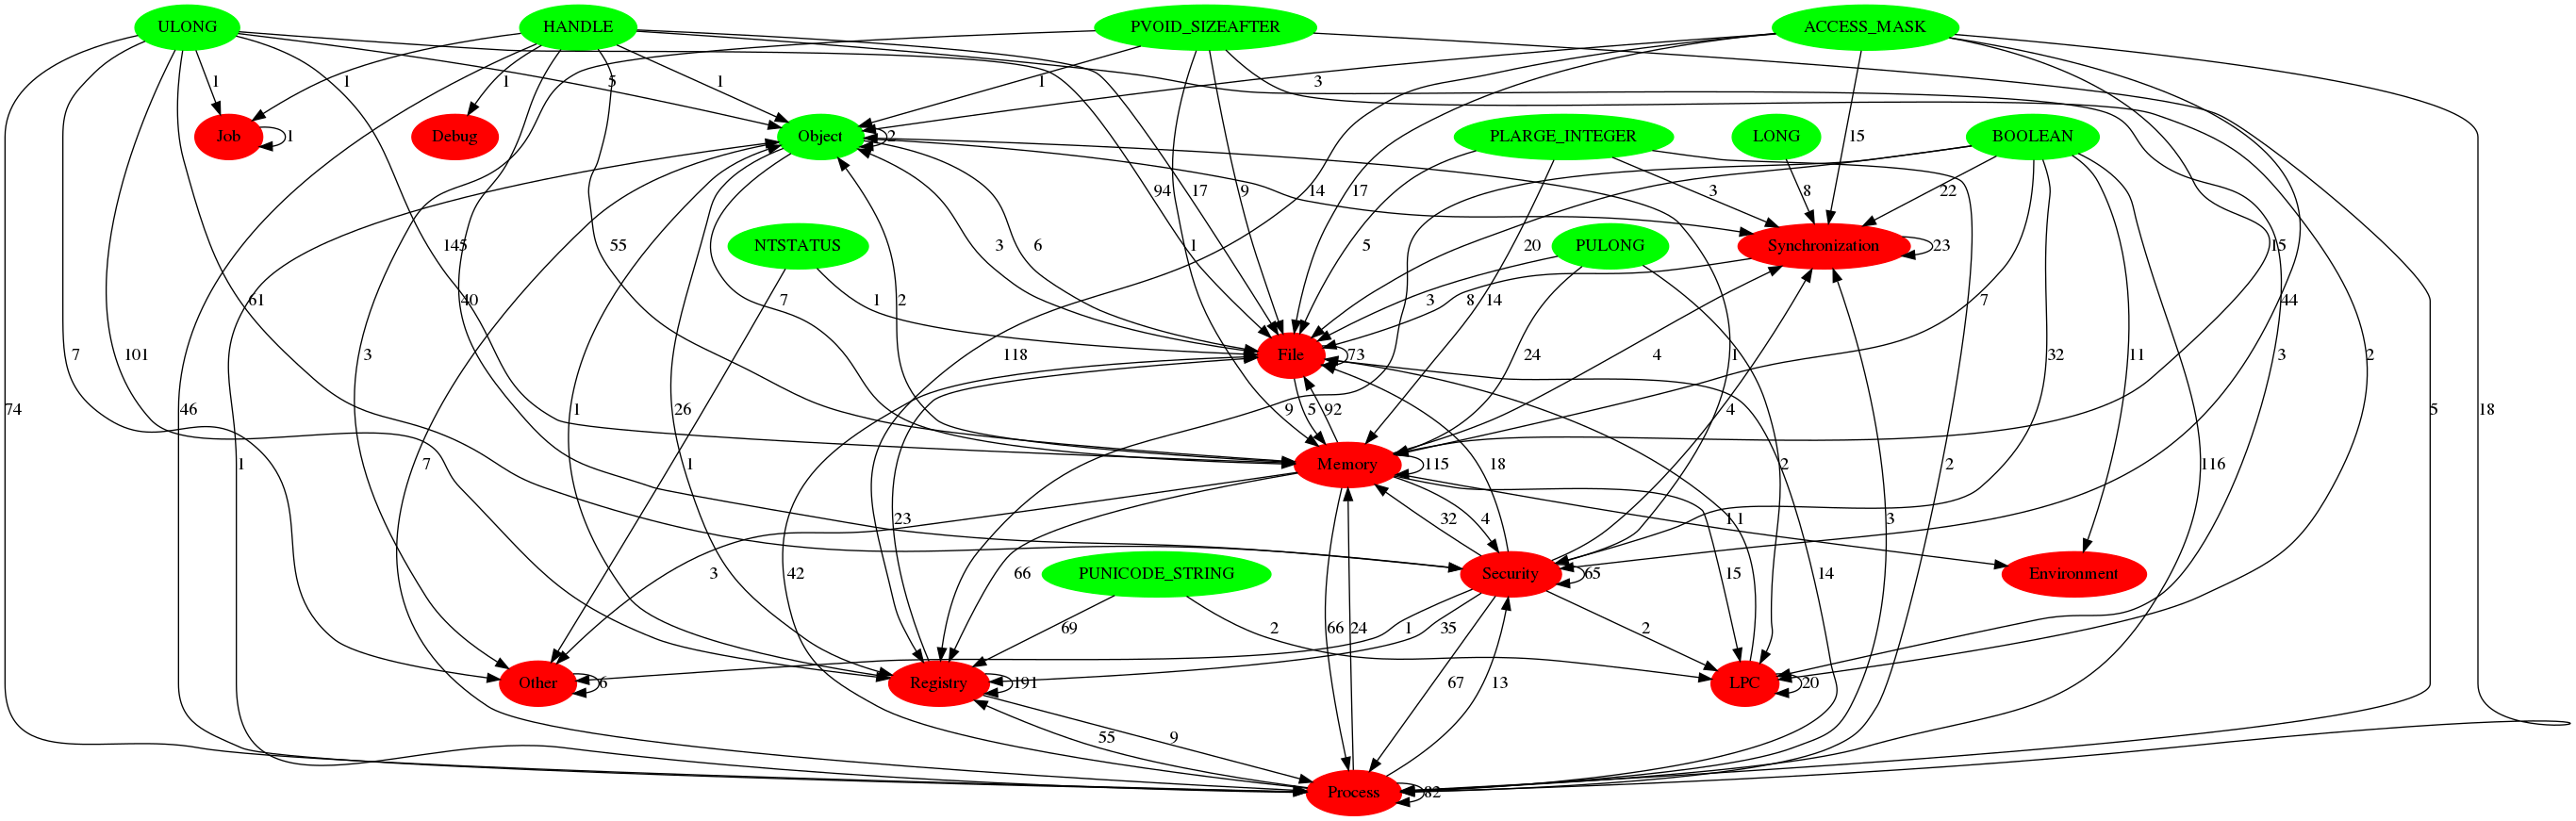 ULONG HANDLE PVOID_SIZEAFTER ACCESS_MASK
1 1 1 5 1 1 3
Job 1 Debug Object 2 PLARGE_INTEGER LONG BOOLEAN 15
94 17 9 14 17 3 8 22
NTSTATUS PULONG Synchronization 23
145 55 3 6 1 5 20 15
61 40 7 2 1 3 8 14 7 44
7 101 3 118 File 73 24 4 1 32 11 3 2
74 46 1 26 9 5 92 4 2 5 18
1 7 1 Memory 115 18 2 116
23 32 4 11 3
42 3 66 PUNICODE_STRING Security 65 15 14 Environment
69 2 1 35 66 24 2
Other 6 Registry 191 67 13 LPC 20
55 9
Process 82